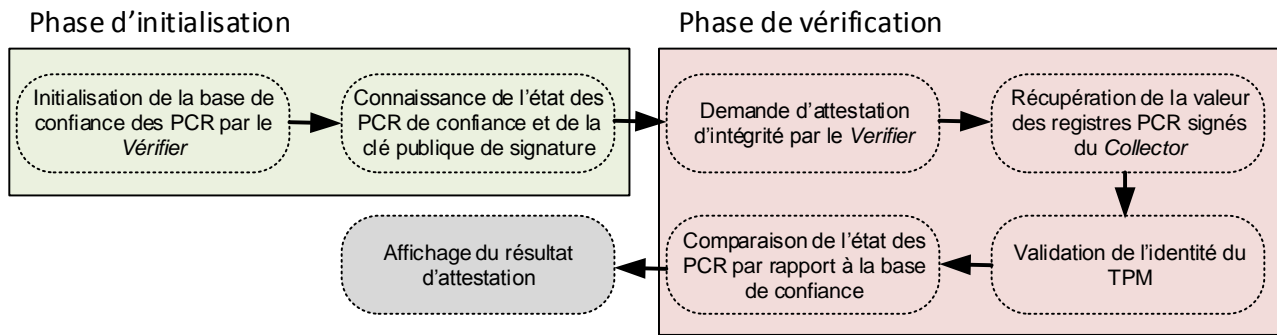 Phase d’initialisation
Initialisation de la base de
confiance des PCR par le
Vérifier
Connaissance de l’état des
PCR de confiance et de la
clé publique de signature
Phase de vérification
Demande d’attestation
d’intégrité par le Verifier
Récupération de la valeur
des registres PCR signés
du Collector
Validation de l’identité du
TPM
Comparaison de l’état des
PCR par rapport à la base
de confiance
Affichage du résultat
d’attestation